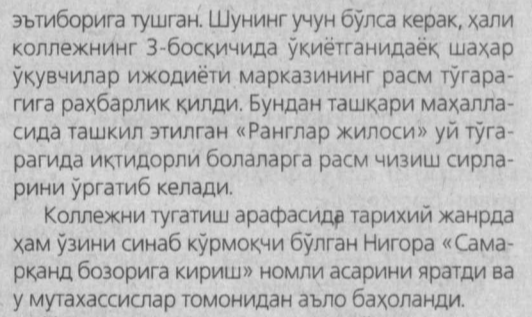 эътиборига тушган. Шунинг учун бўлса керак, ҳали
коллежнинг 3-босқичида ўқиётганидаёқ шаҳар
ўқувчилар ижодиёти марказининг расм тўгара-
гига раҳбарлик қилди. Бундан ташқари маҳалла-
сида ташкил этилган «Ранглар жилоси» уй тўга-
рагида иқтидорли болаларга расм чизиш сирла-
рини ўргатиб келади.
Коллежни тугатиш арафасида тарихий жанрда
ҳам ўзини синаб кўрмоқчи бўлган Нигора «Сама-
рқанд бозорига кириш» номли асарини яратди ва
у мутахассислар томонидан аъло баҳоланди.